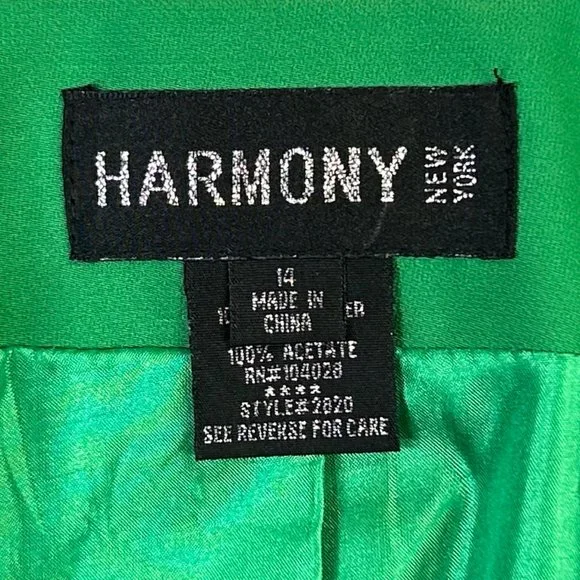 HARMONY NEW YORK
14
MADE IN
CHINA
100% ACETATE
RN#104028
****
STYLE#2820
SEE REVERSE FOR CARE